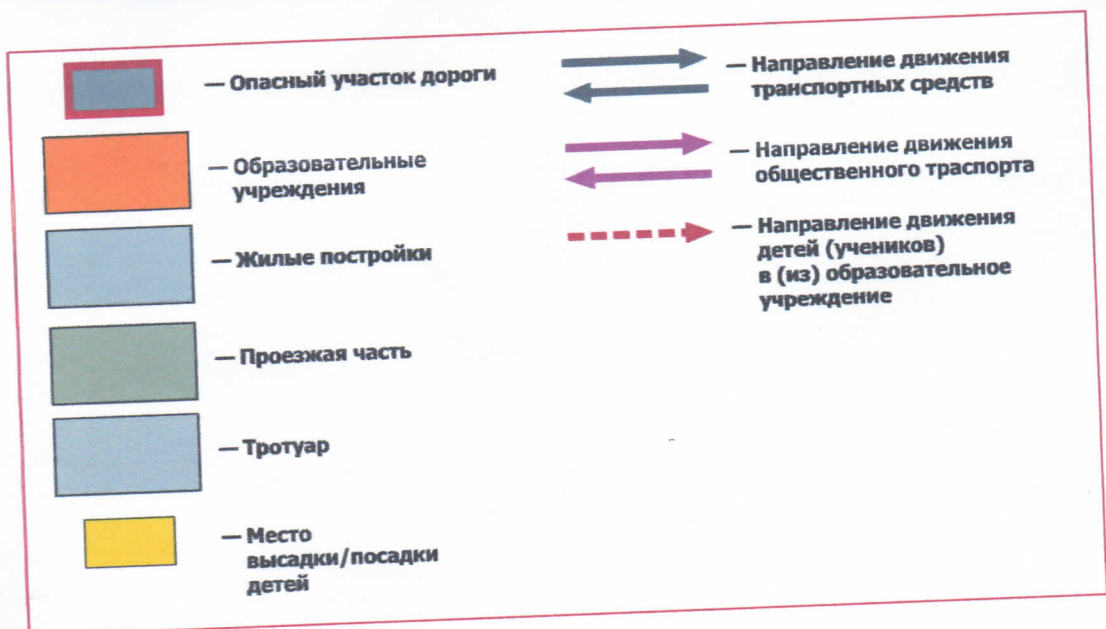 — Опасный участок дороги
— Образовательные
учреждения
— Жилые постройки
— Проезжая часть
— Тротуар
— Место
высадки/посадки
детей
— Направление движения
транспортных средств
— Направление движения
общественного траспорта
— Направление движения
детей (учеников)
в (из) образовательное
учреждение